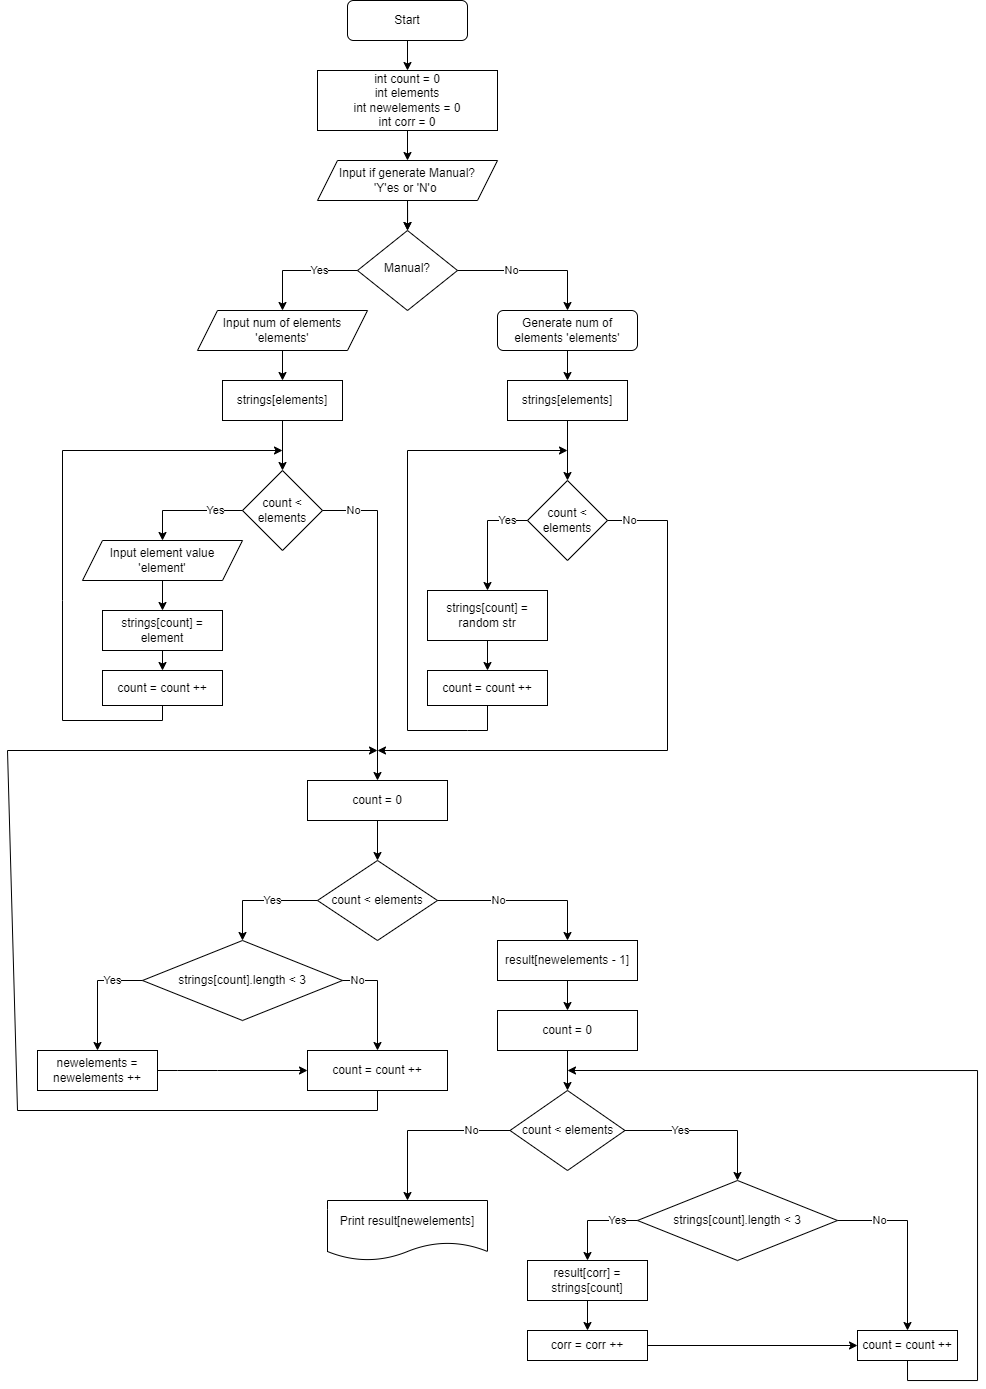 Start
int count = 0
int elements
int newelements = 0
int corr = 0
Input if generate Manual?
'Y'es or 'N'o
Manual?
Yes
No
Input num of elements
'elements'
Generate num of
elements 'elements'
strings[elements]
strings[elements]
count <
elements
Yes
No
count <
elements
Yes
No
Input element value
'element'
strings[count] =
element
count = count ++
strings[count] =
random str
count = count ++
count = 0
count < elements
Yes
No
strings[count].length < 3
Yes
No
newelements =
newelements ++
count = count ++
result[newelements - 1]
count = 0
count < elements
No
Yes
Print result[newelements]
strings[count].length < 3
Yes
No
result[corr] =
strings[count]
corr = corr ++
count = count ++